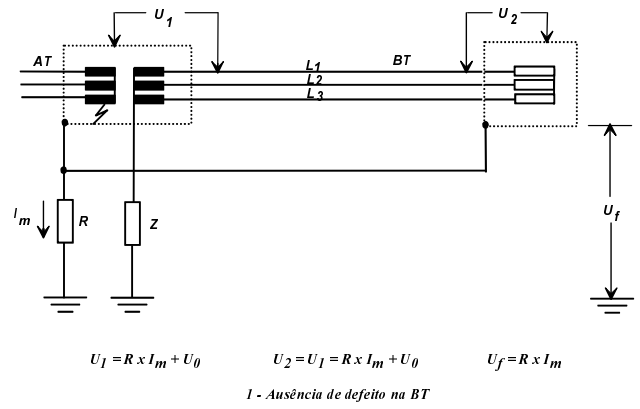 U1 U2
AT L1 BT
L2
L3
Im R Z Uf
U1 = R x Im + U0 U2 = U1 = R x Im + U0 Uf = R x Im
1 - Ausência de defeito na BT